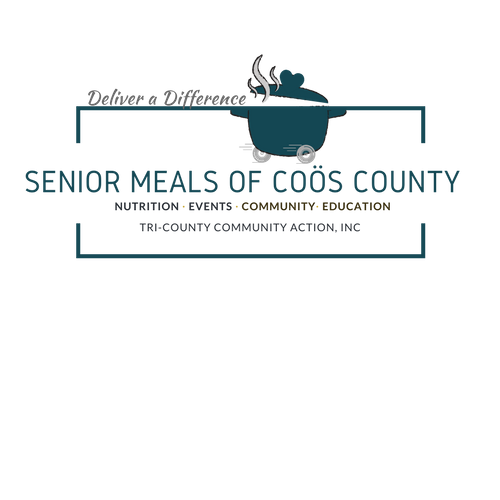 Deliver a Difference
SENIOR MEALS OF COÖS COUNTY
NUTRITION · EVENTS · COMMUNITY· EDUCATION
TRI-COUNTY COMMUNITY ACTION, INC